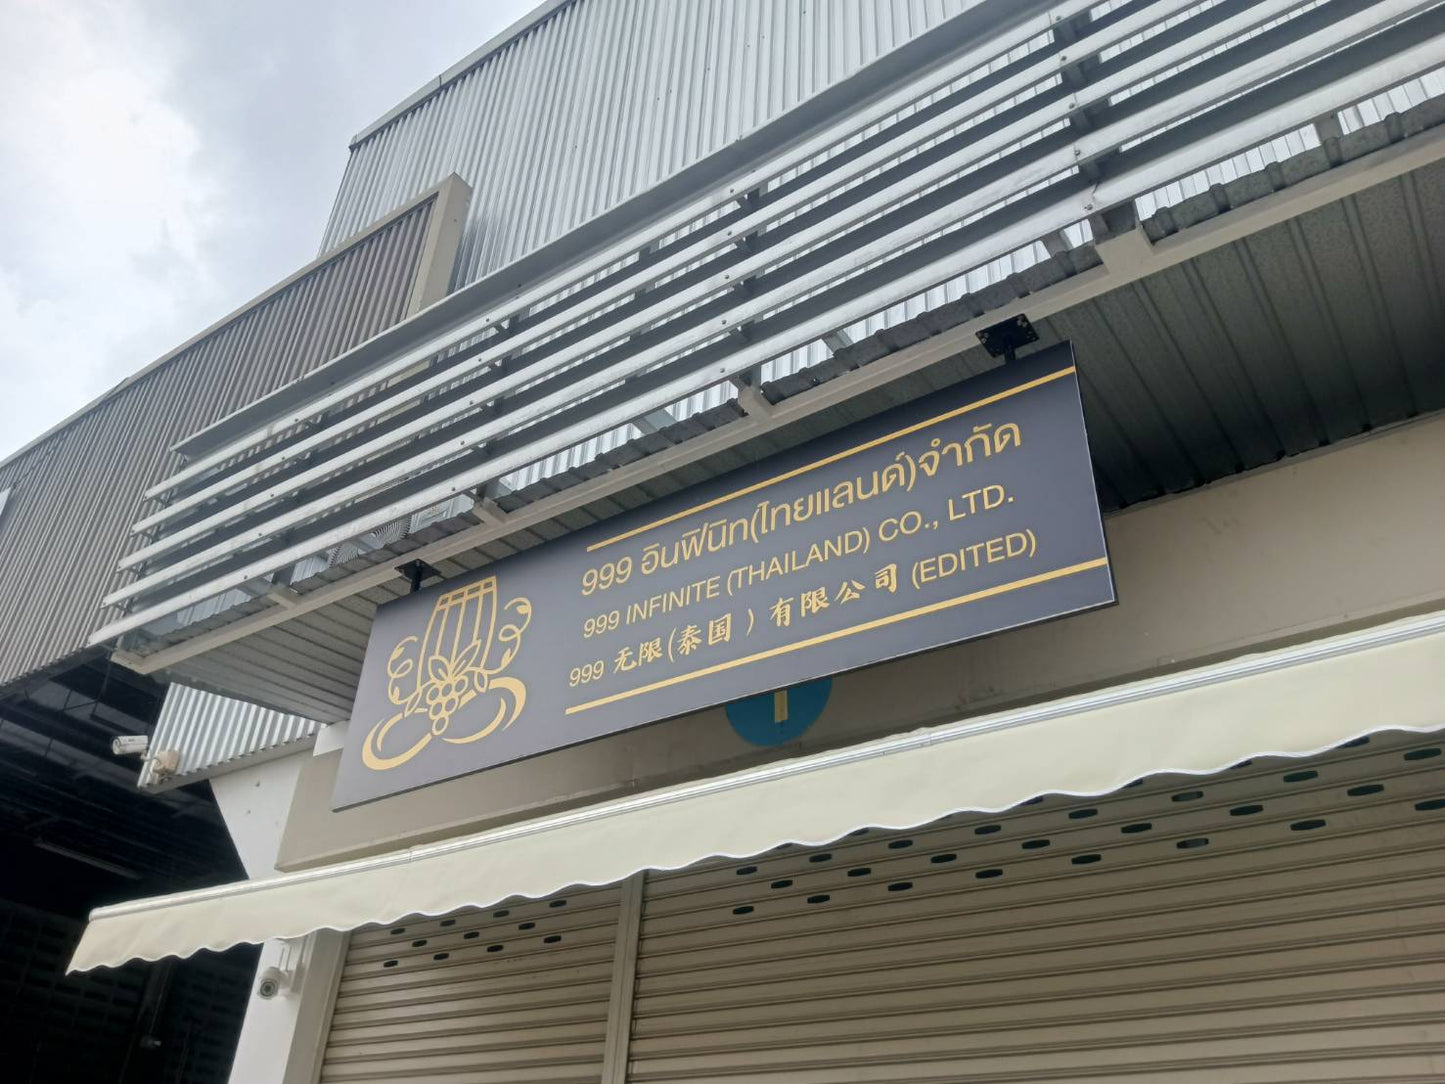 999 อินฟินิท(ไทยแลนด์)จำกัด
999 INFINITE (THAILAND) CO., LTD.
999 无限(泰国)有限公司 (EDITED)